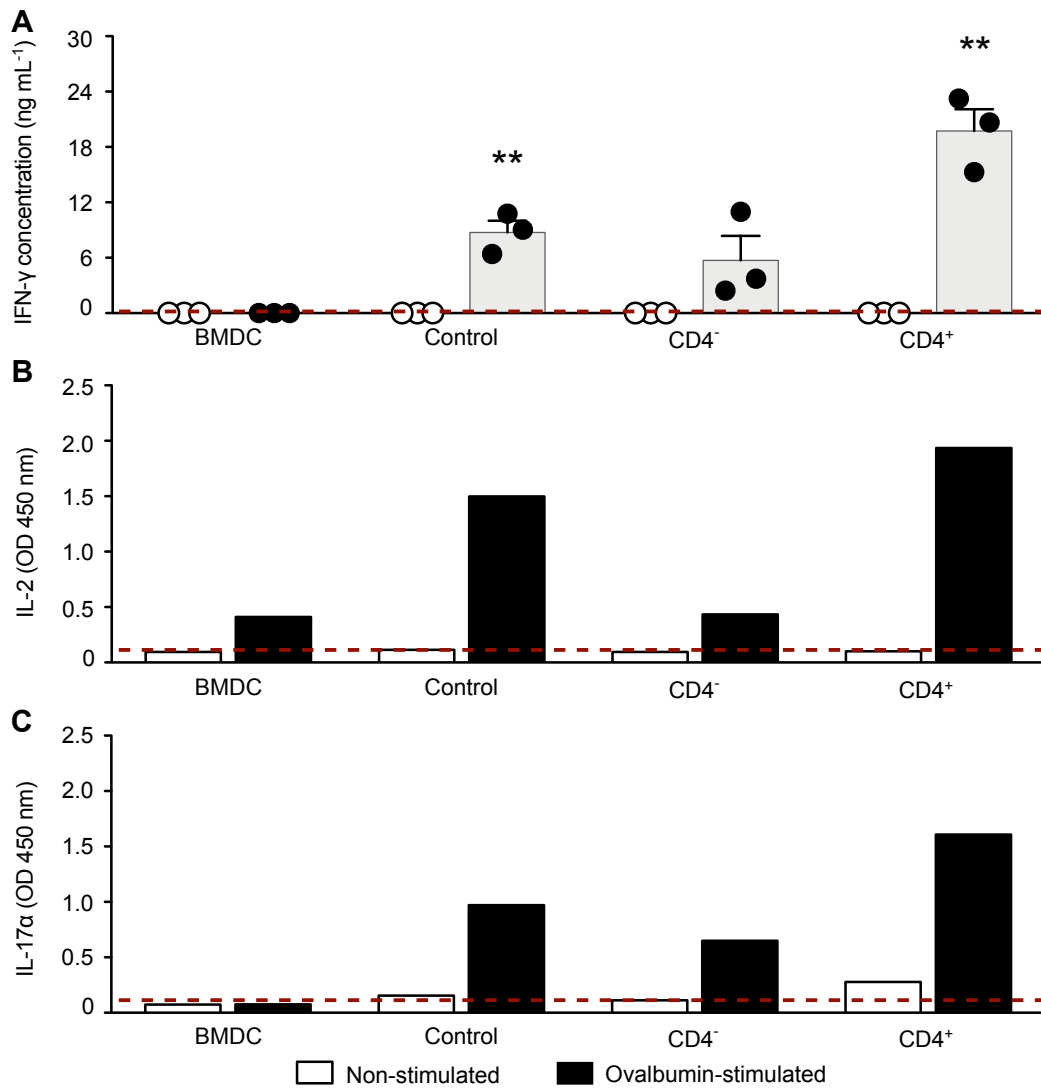 A
IFN-γ concentration (ng mL⁻¹)
30
24
18
12
6
0
**
**
BMDC Control CD4⁻ CD4⁺
B
IL-2 (OD 450 nm)
2.5
2.0
1.5
1.0
0.5
0
BMDC Control CD4⁻ CD4⁺
C
IL-17α (OD 450 nm)
2.5
2.0
1.5
1.0
0.5
0
BMDC Control CD4⁻ CD4⁺
Non-stimulated Ovalbumin-stimulated